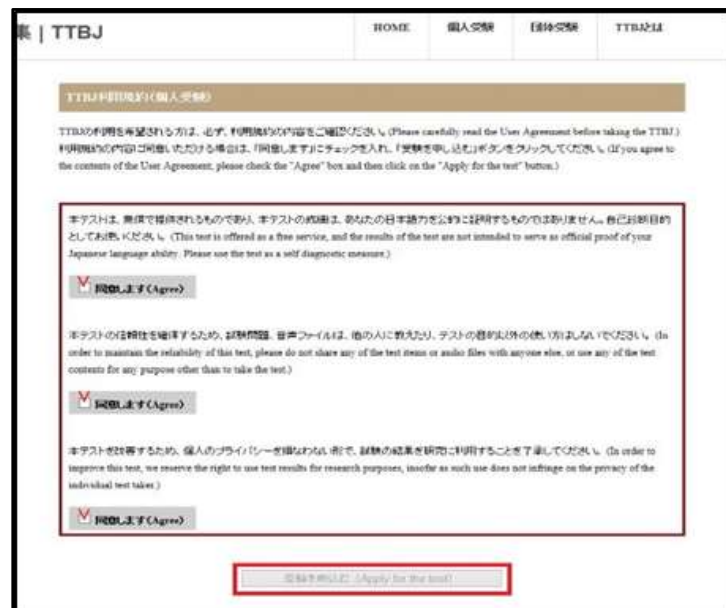 集 | TTBJ
HOME 個人受験 団体受験 TTBJとは
TTBJ利用規約(個人受験)
TTBJの利用を希望される方は、必ず、利用規約の内容をご確認ください。(Please carefully read the User Agreement before taking the TTBJ.)
利用規約の内容に同意いただける場合は、「同意します」にチェックを入れ、「受験を申し込む」ボタンをクリックしてください。(If you agree to
the contents of the User Agreement, please check the "Agree" box and then click on the "Apply for the test" button.)
本テストは、無償で提供されるものであり、本テストの成績は、あなたの日本語力を公的に証明するものではありません。自己診断目的
としてお使いください。(This test is offered as a free service, and the results of the test are not intended to serve as official proof of your
Japanese language ability. Please use the test as a self diagnostic measure.)
同意します(Agree)
本テストの信頼性を確保するため、試験問題、音声ファイルは、他の人に教えたり、テストの目的以外の使い方はしないでください。(In
order to maintain the reliability of this test, please do not share any of the test items or audio files with anyone else, or use any of the test
contents for any purpose other than to take the test.)
同意します(Agree)
本テストを改善するため、個人のプライバシーを損なわない形で、試験の結果を研究に利用することを了承してください。(In order to
improve this test, we reserve the right to use test results for research purposes, insofar as such use does not infringe on the privacy of the
individual test taker.)
同意します(Agree)
受験を申し込む (Apply for the test)